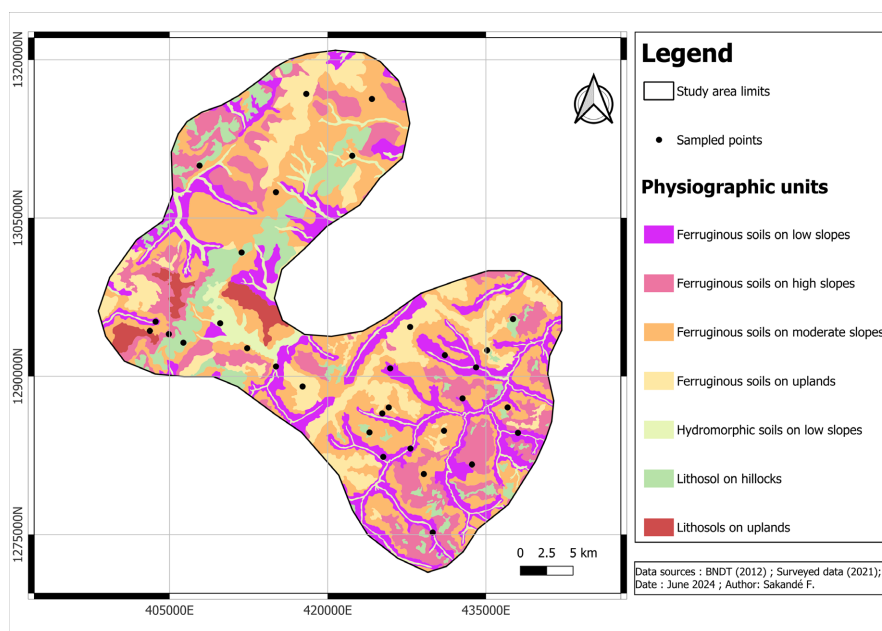 Legend
Study area limits
Sampled points
Physiographic units
Ferruginous soils on low slopes
Ferruginous soils on high slopes
Ferruginous soils on moderate slopes
Ferruginous soils on uplands
Hydromorphic soils on low slopes
Lithosol on hillocks
Lithosols on uplands
Data sources : BNDT (2012) ; Surveyed data (2021);
Date : June 2024 ; Author: Sakandé F.
1320000N
1305000N
1290000N
1275000N
0 2.5 5 km
405000E 420000E 435000E